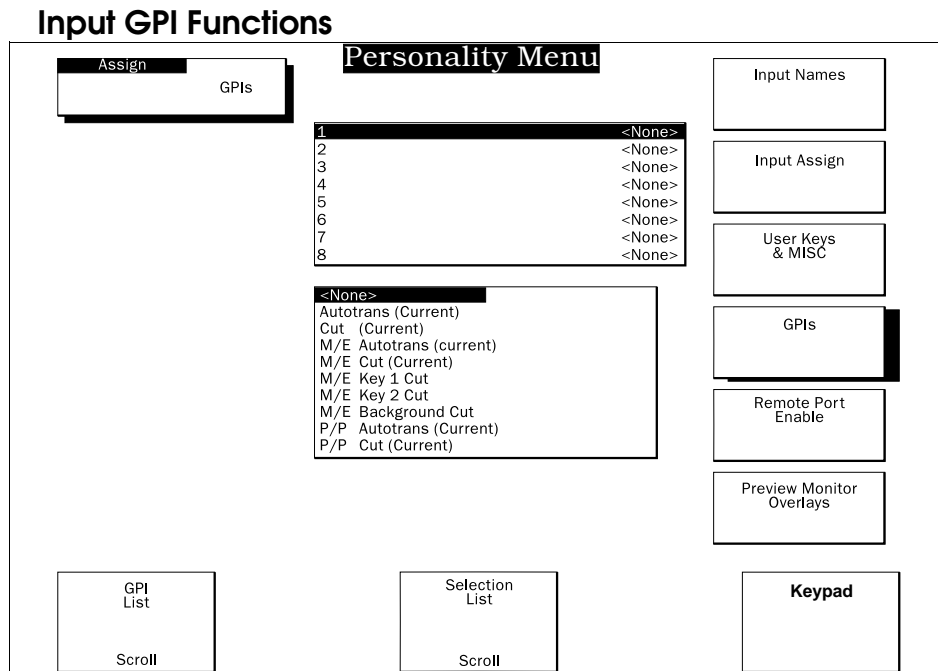 Input GPI Functions
Personality Menu
Assign
GPIs
1 <None>
2 <None>
3 <None>
4 <None>
5 <None>
6 <None>
7 <None>
8 <None>
<None>
Autotrans (Current)
Cut (Current)
M/E Autotrans (current)
M/E Cut (Current)
M/E Key 1 Cut
M/E Key 2 Cut
M/E Background Cut
P/P Autotrans (Current)
P/P Cut (Current)
Input Names
Input Assign
User Keys
& MISC
GPIs
Remote Port
Enable
Preview Monitor
Overlays
GPI
List
Scroll
Selection
List
Scroll
Keypad